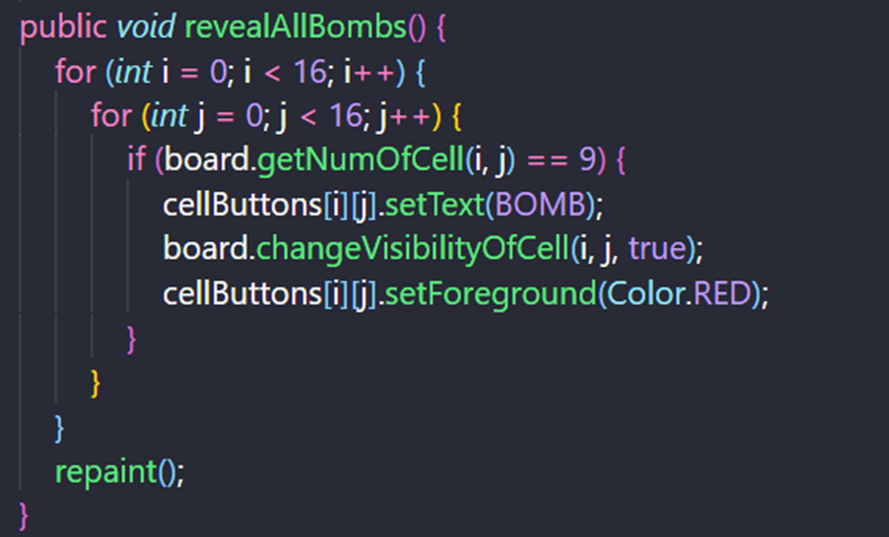 public void revealAllBombs() {
for (int i = 0; i < 16; i++) {
for (int j = 0; j < 16; j++) {
if (board.getNumOfCell(i, j) == 9) {
cellButtons[i][j].setText(BOMB);
board.changeVisibilityOfCell(i, j, true);
cellButtons[i][j].setForeground(Color.RED);
}
}
}
repaint();
}